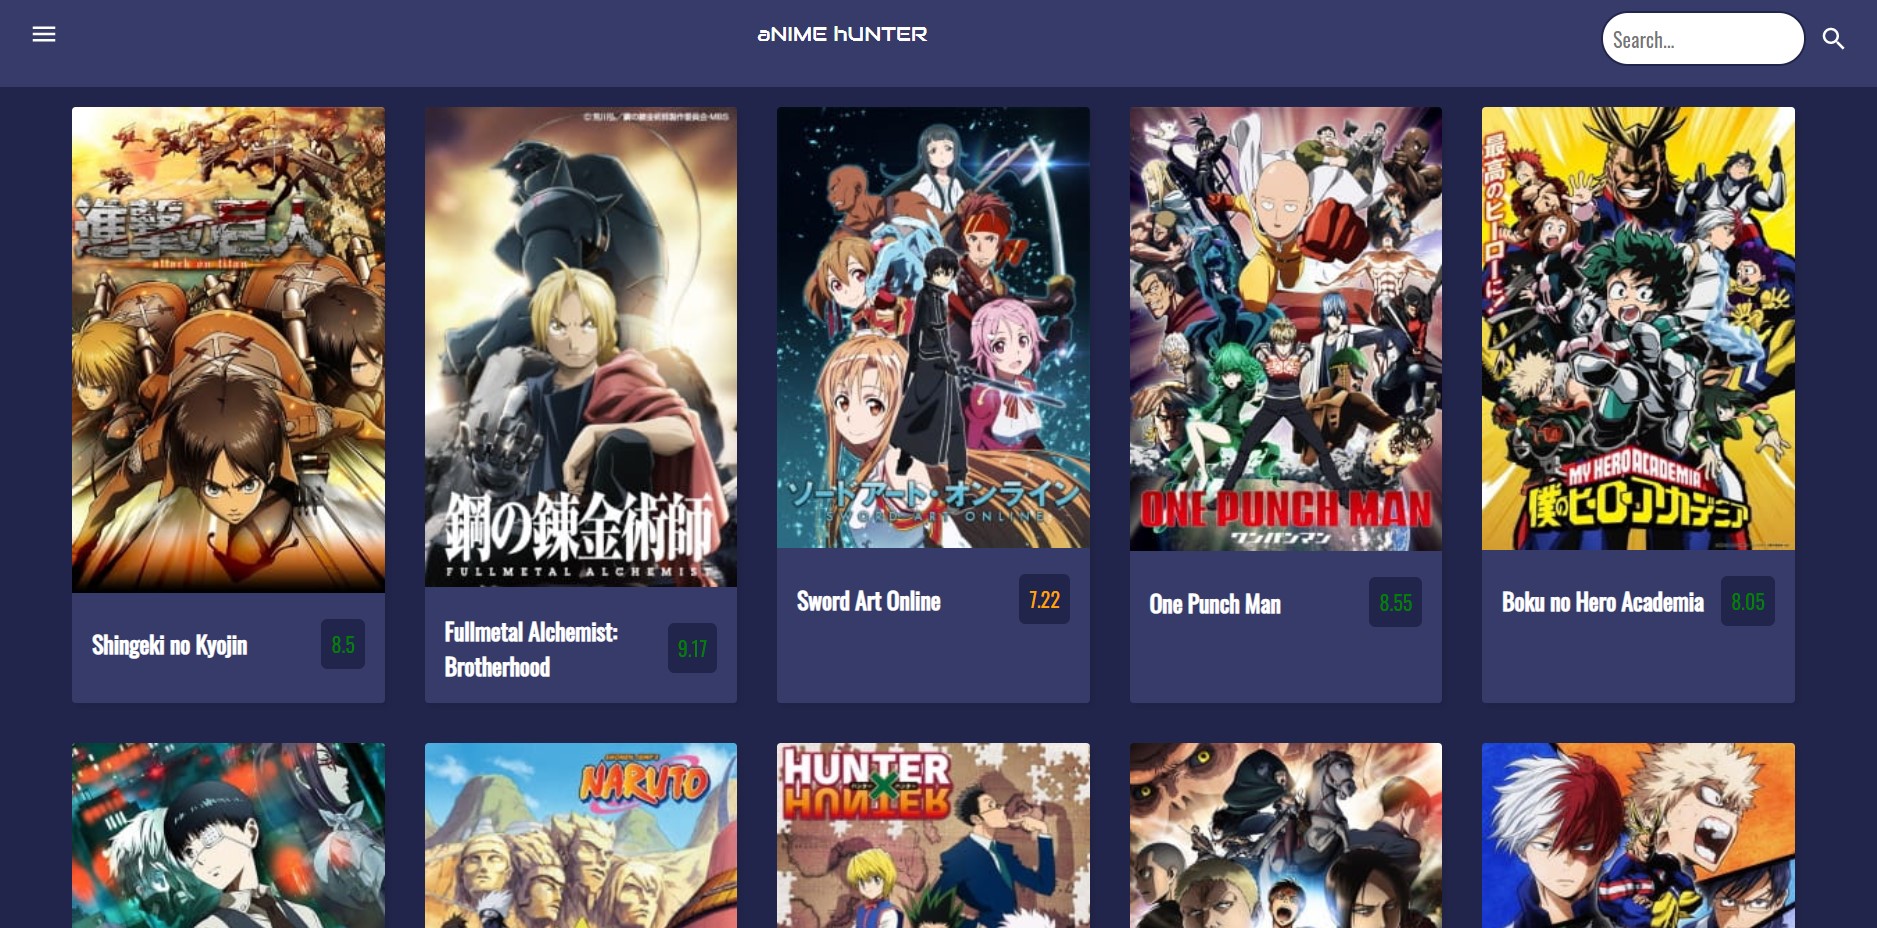 aNIME hUNTER
Search...
進撃の巨人
attack on titan
鋼の錬金術師
FULLMETAL ALCHEMIST
ソードアート・オンライン
SWORD ART ONLINE
ONE PUNCH MAN
ワンパンマン
最高のヒーローに!
MY HERO ACADEMIA
僕のヒーローアカデミア
Shingeki no Kyojin
8.5
Fullmetal Alchemist:
Brotherhood
9.17
Sword Art Online
7.22
One Punch Man
8.55
Boku no Hero Academia
8.05
NARUTO
HUNTER
HUNTER